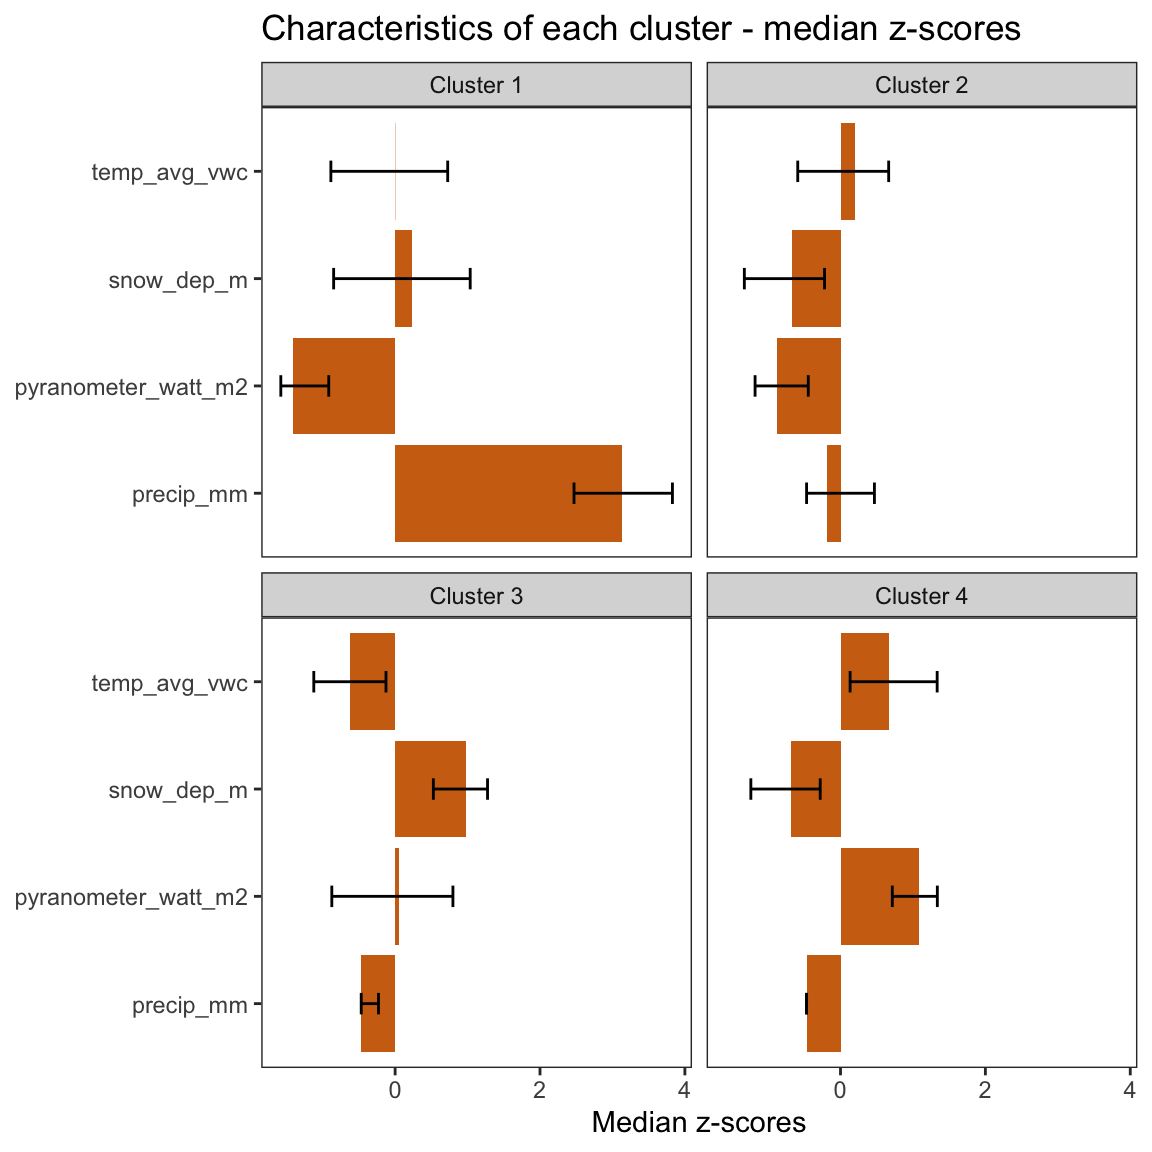 Characteristics of each cluster - median z-scores
Cluster 1
Cluster 2
temp_avg_vwc
snow_dep_m
pyranometer_watt_m2
precip_mm
Cluster 3
Cluster 4
temp_avg_vwc
snow_dep_m
pyranometer_watt_m2
precip_mm
0 2 4 0 2 4
Median z-scores